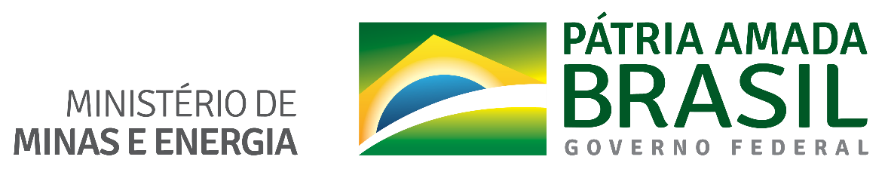 MINISTÉRIO DE
MINAS E ENERGIA
PÁTRIA AMADA
BRASIL
GOVERNO FEDERAL